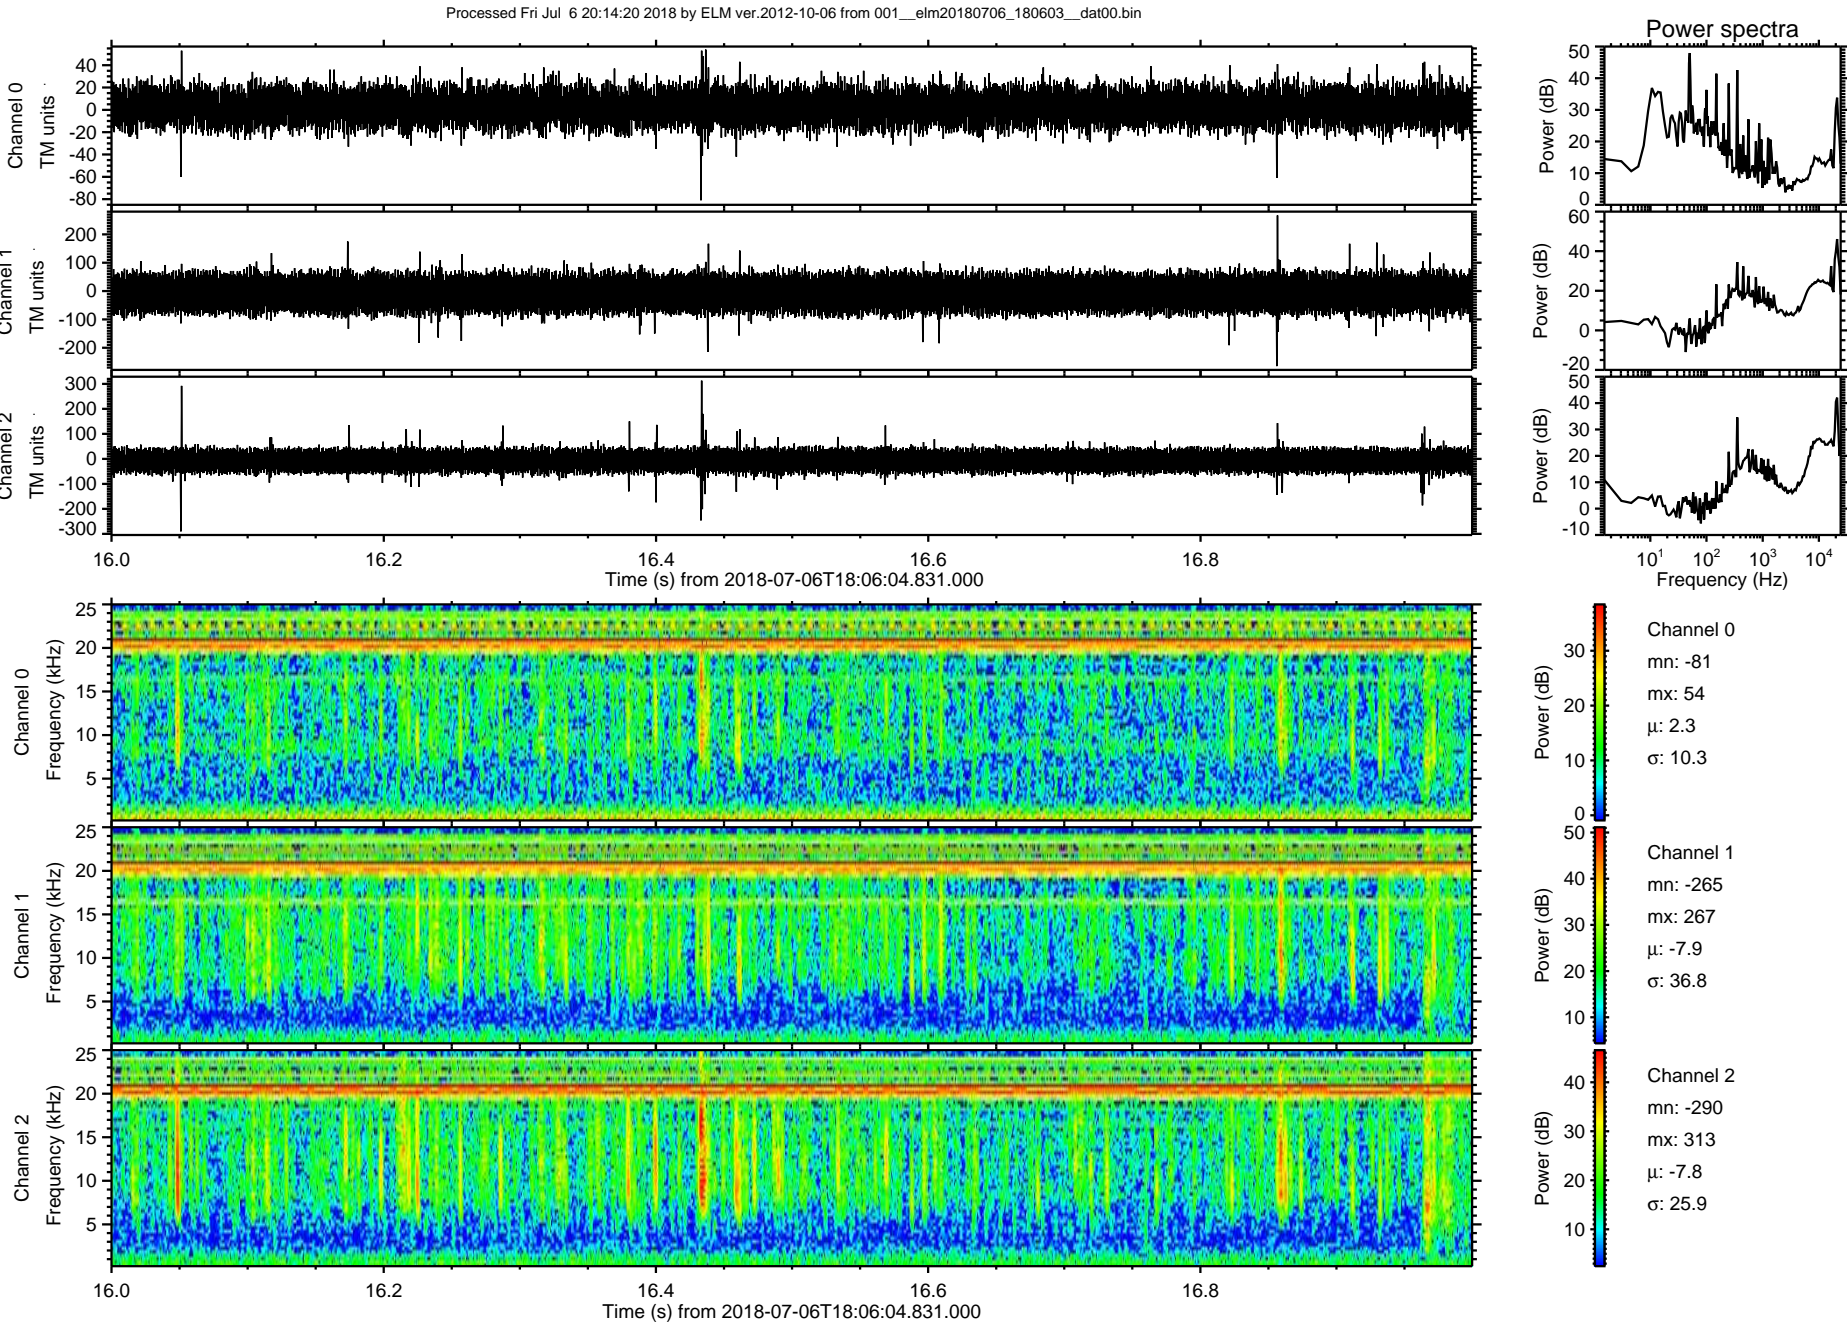 Processed Fri Jul  6 20:14:20 2018 by ELM ver.2012-10-06 from 001__elm20180706_180603__dat00.bin
Power spectra
Channel 0
TM units
40
20
0
-20
-40
-60
-80
Power (dB)
50
40
30
20
10
0
Channel 1
TM units
200
100
0
-100
-200
Power (dB)
60
40
20
0
-20
Channel 2
TM units
300
200
100
0
-100
-200
-300
Power (dB)
50
40
30
20
10
0
-10
16.0 16.2 16.4 16.6 16.8
Time (s) from 2018-07-06T18:06:04.831.000
10^1 10^2 10^3 10^4
Frequency (Hz)
Channel 0
Frequency (kHz)
25
20
15
10
5
Power (dB)
30
20
10
0
Channel 0
mn: -81
mx: 54
μ: 2.3
σ: 10.3
Channel 1
Frequency (kHz)
25
20
15
10
5
Power (dB)
50
40
30
20
10
Channel 1
mn: -265
mx: 267
μ: -7.9
σ: 36.8
Channel 2
Frequency (kHz)
25
20
15
10
5
Power (dB)
40
30
20
10
Channel 2
mn: -290
mx: 313
μ: -7.8
σ: 25.9
16.0 16.2 16.4 16.6 16.8
Time (s) from 2018-07-06T18:06:04.831.000